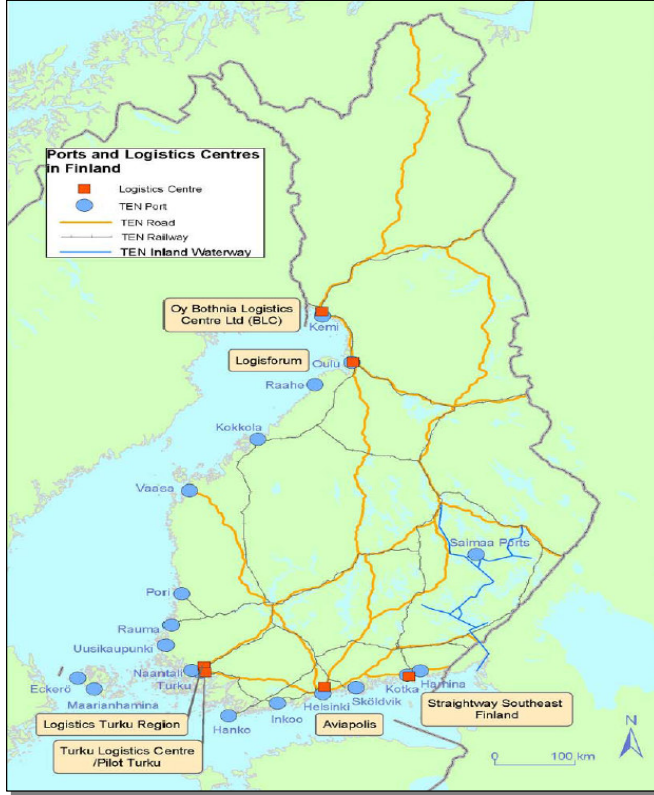 Ports and Logistics Centres
in Finland
Logistics Centre
TEN Port
TEN Road
TEN Railway
TEN Inland Waterway
Oy Bothnia Logistics
Centre Ltd (BLC)
Kemi
Logisforum
Oulu
Raahe
Kokkola
Vaasa
Saimaa Ports
Pori
Rauma
Uusikaupunki
Naantali
Turku
Eckerö
Maarianhamina
Hanko
Inkoo
Helsinki
Sköldvik
Kotka
Hamina
Logistics Turku Region
Turku Logistics Centre
/Pilot Turku
Aviapolis
Straightway Southeast
Finland
N
0
100 km